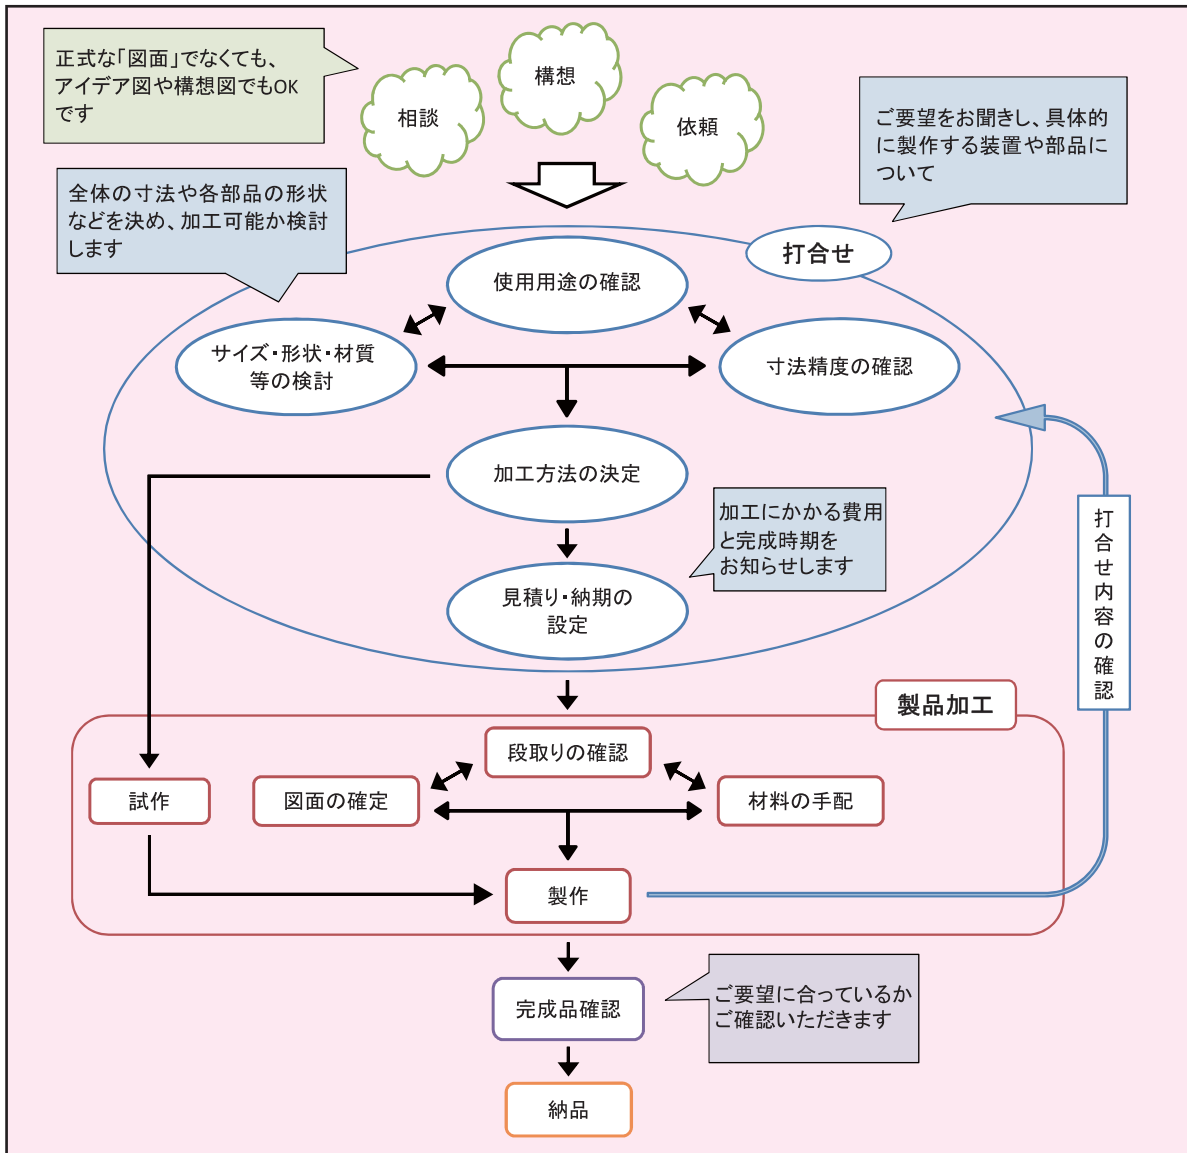 正式な「図面」でなくても、
アイデア図や構想図でもOK
です
相談
構想
依頼
ご要望をお聞きし、具体的
に製作する装置や部品に
ついて
全体の寸法や各部品の形状
などを決め、加工可能か検討
します
打合せ
使用用途の確認
サイズ・形状・材質
等の検討
寸法精度の確認
加工方法の決定
加工にかかる費用
と完成時期を
お知らせします
見積り・納期の
設定
打合せ内容の確認
製品加工
段取りの確認
試作
図面の確定
材料の手配
製作
完成品確認
ご要望に合っているか
ご確認いただきます
納品